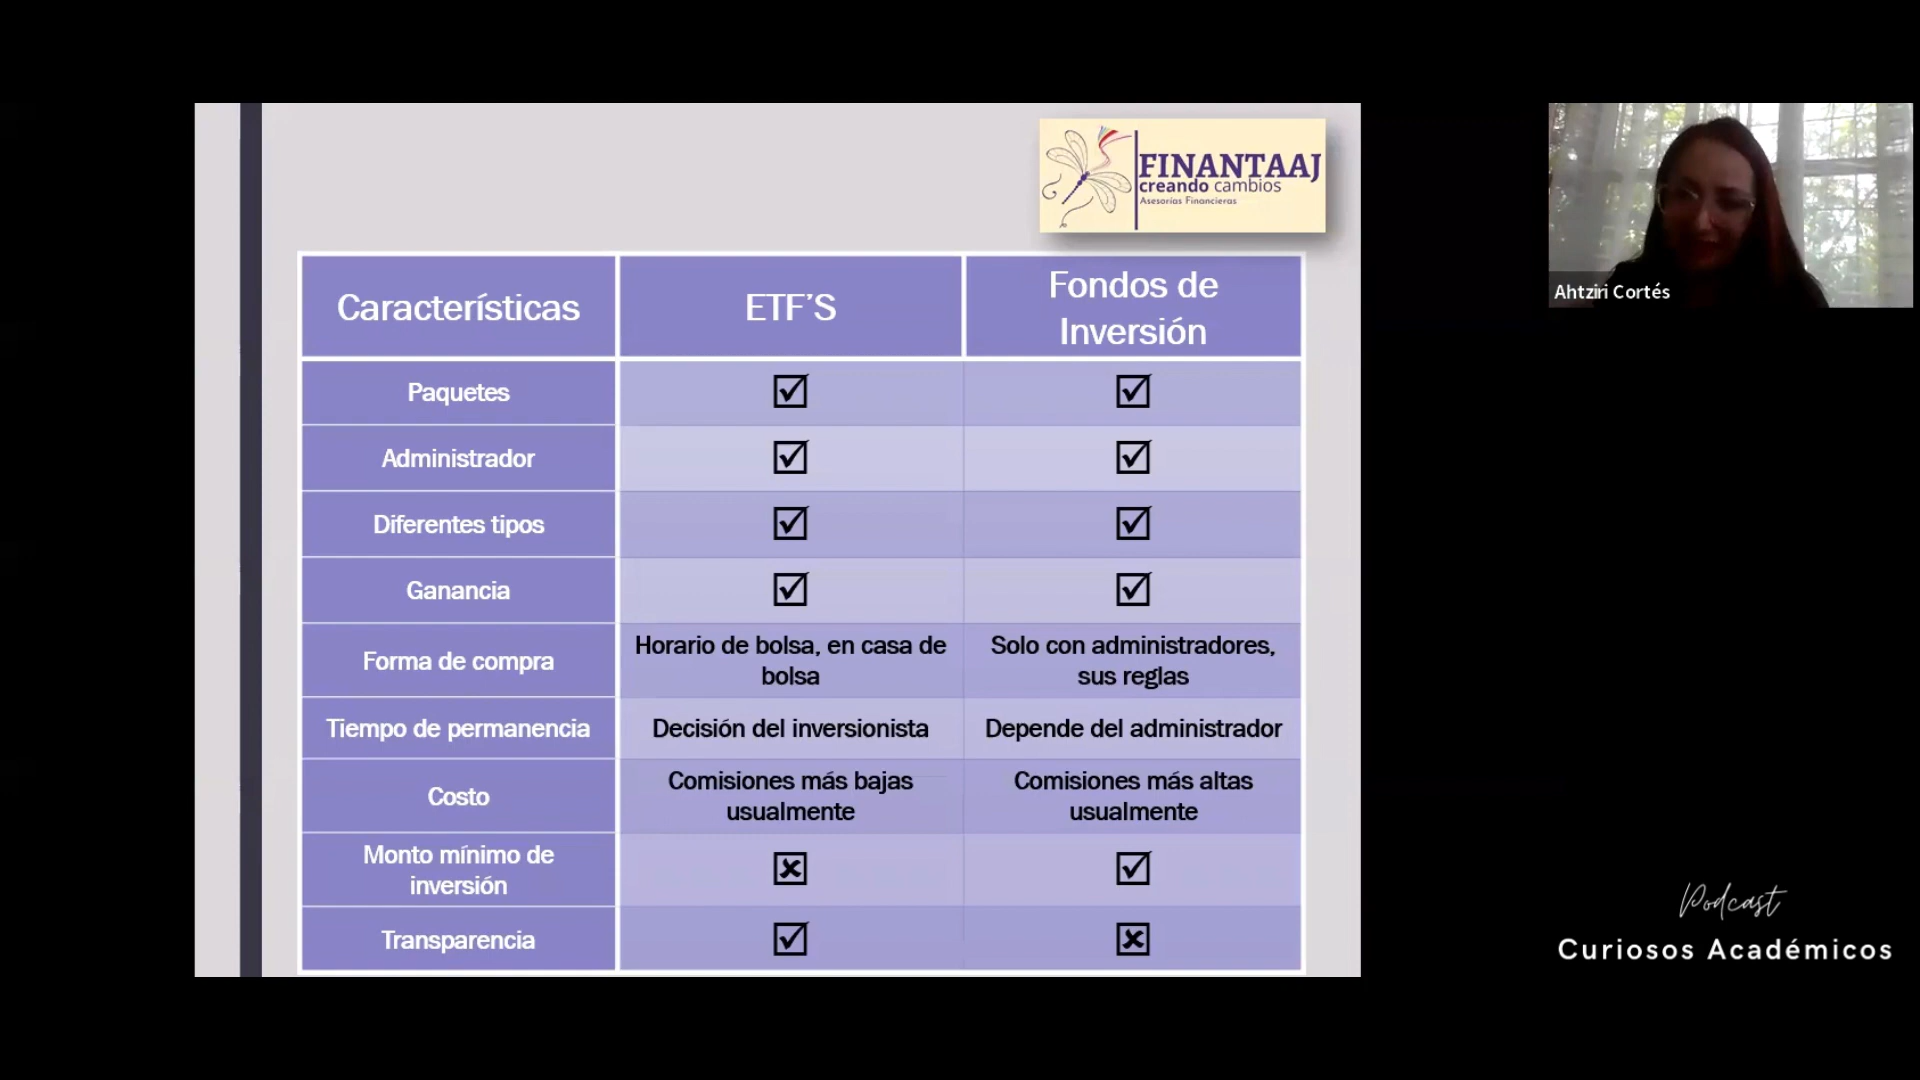 FINANTAAJ
creando cambios
Asesorías Financieras
Características
ETF’S
Fondos de
Inversión
Paquetes
☑
☑
Administrador
☑
☑
Diferentes tipos
☑
☑
Ganancia
☑
☑
Forma de compra
Horario de bolsa, en casa de
bolsa
Solo con administradores,
sus reglas
Tiempo de permanencia
Decisión del inversionista
Depende del administrador
Costo
Comisiones más bajas
usualmente
Comisiones más altas
usualmente
Monto mínimo de
inversión
☒
☑
Transparencia
☑
☒
Ahtziri Cortés
Podcast
Curiosos Académicos